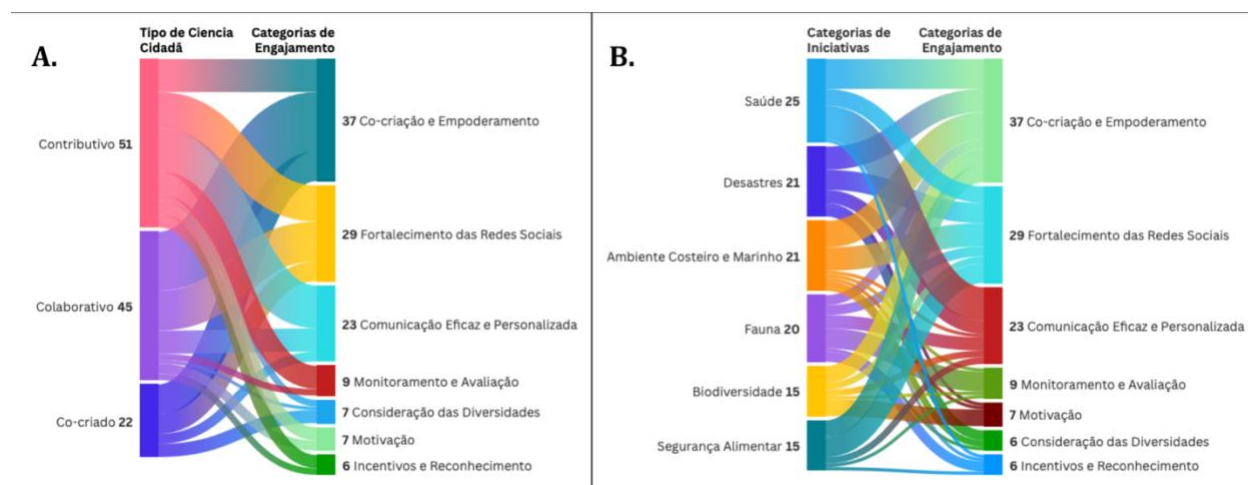 A.
Tipo de Ciencia
Cidadã
Categorias de
Engajamento
Contributivo 51
Colaborativo 45
Co-criado 22
37 Co-criação e Empoderamento
29 Fortalecimento das Redes Sociais
23 Comunicação Eficaz e Personalizada
9 Monitoramento e Avaliação
7 Consideração das Diversidades
7 Motivação
6 Incentivos e Reconhecimento
B.
Categorias de
Iniciativas
Categorias de
Engajamento
Saúde 25
Desastres 21
Ambiente Costeiro e Marinho 21
Fauna 20
Biodiversidade 15
Segurança Alimentar 15
37 Co-criação e Empoderamento
29 Fortalecimento das Redes Sociais
23 Comunicação Eficaz e Personalizada
9 Monitoramento e Avaliação
7 Motivação
6 Consideração das Diversidades
6 Incentivos e Reconhecimento